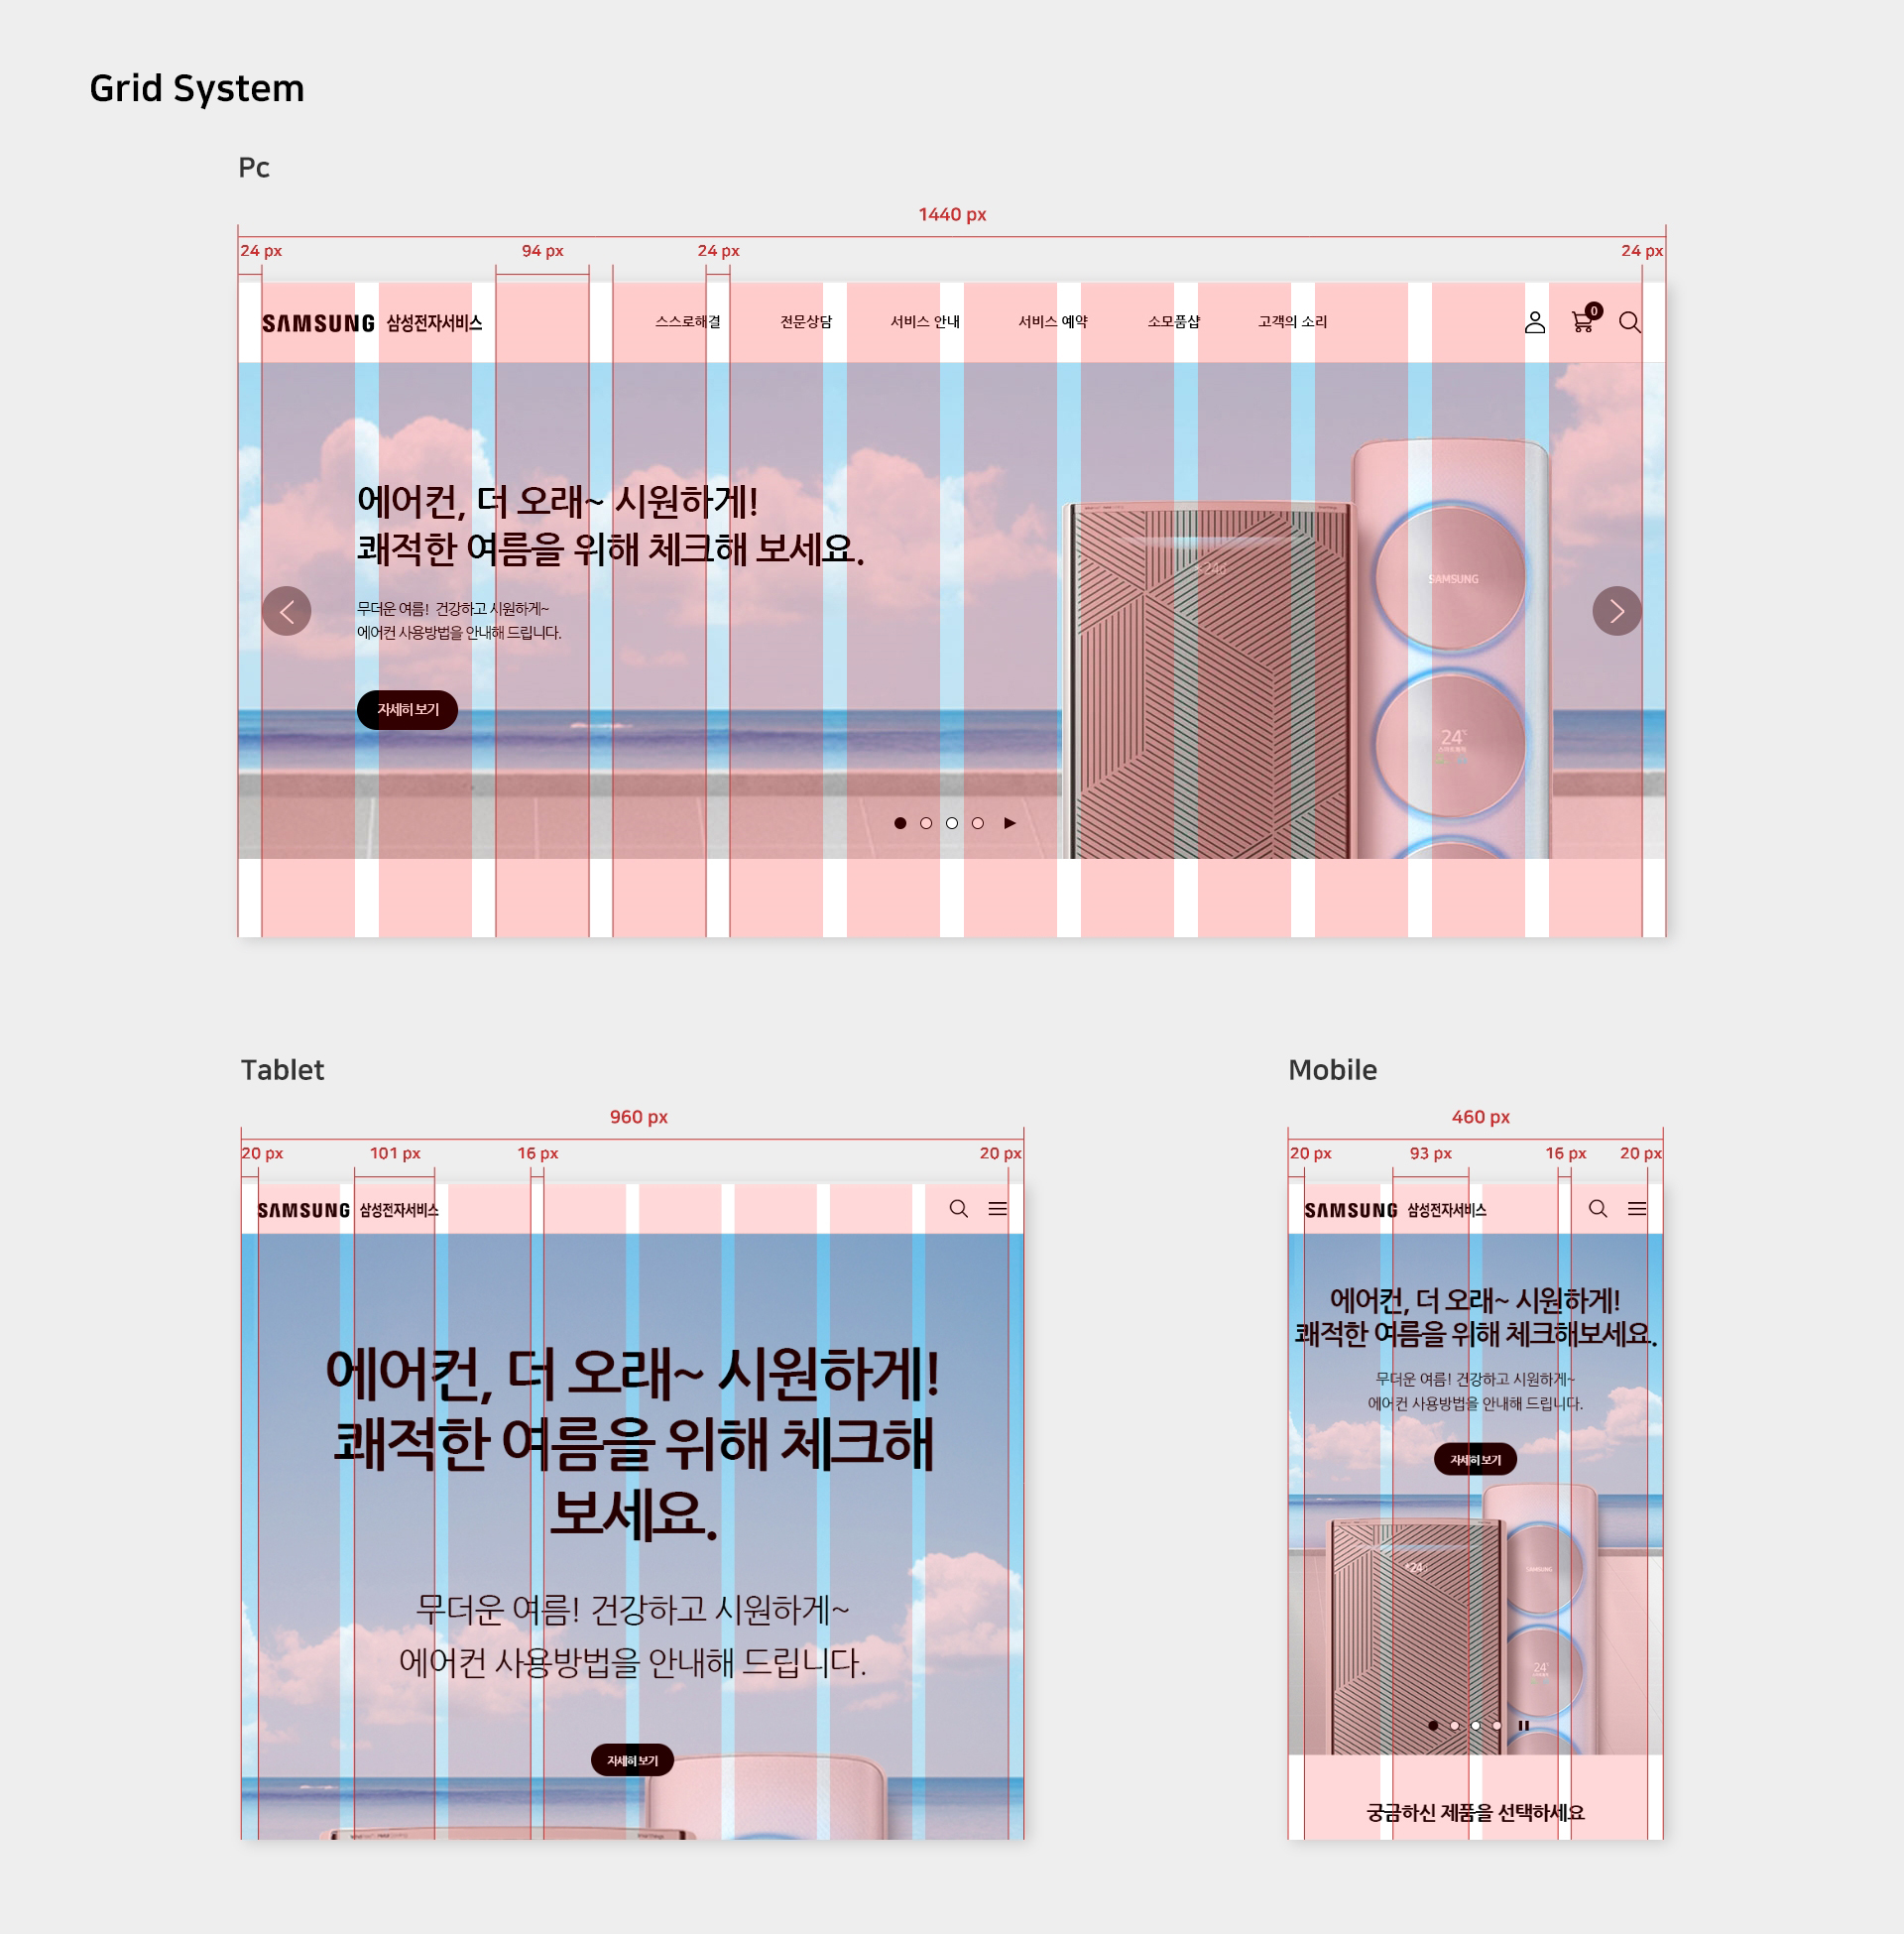 Grid System
Pc
1440 px
24 px
94 px
24 px
24 px
SAMSUNG 삼성전자서비스
스스로해결
전문상담
서비스 안내
서비스 예약
소모품샵
고객의 소리
0
에어컨, 더 오래~ 시원하게!
쾌적한 여름을 위해 체크해 보세요.
무더운 여름! 건강하고 시원하게~
에어컨 사용방법을 안내해 드립니다.
자세히 보기
SAMSUNG
24℃
Tablet
960 px
20 px
101 px
16 px
20 px
SAMSUNG 삼성전자서비스
에어컨, 더 오래~ 시원하게!
쾌적한 여름을 위해 체크해
보세요.
무더운 여름! 건강하고 시원하게~
에어컨 사용방법을 안내해 드립니다.
자세히 보기
Mobile
460 px
20 px
93 px
16 px
20 px
SAMSUNG 삼성전자서비스
에어컨, 더 오래~ 시원하게!
쾌적한 여름을 위해 체크해보세요.
무더운 여름! 건강하고 시원하게~
에어컨 사용방법을 안내해 드립니다.
자세히 보기
SAMSUNG
24
궁금하신 제품을 선택하세요